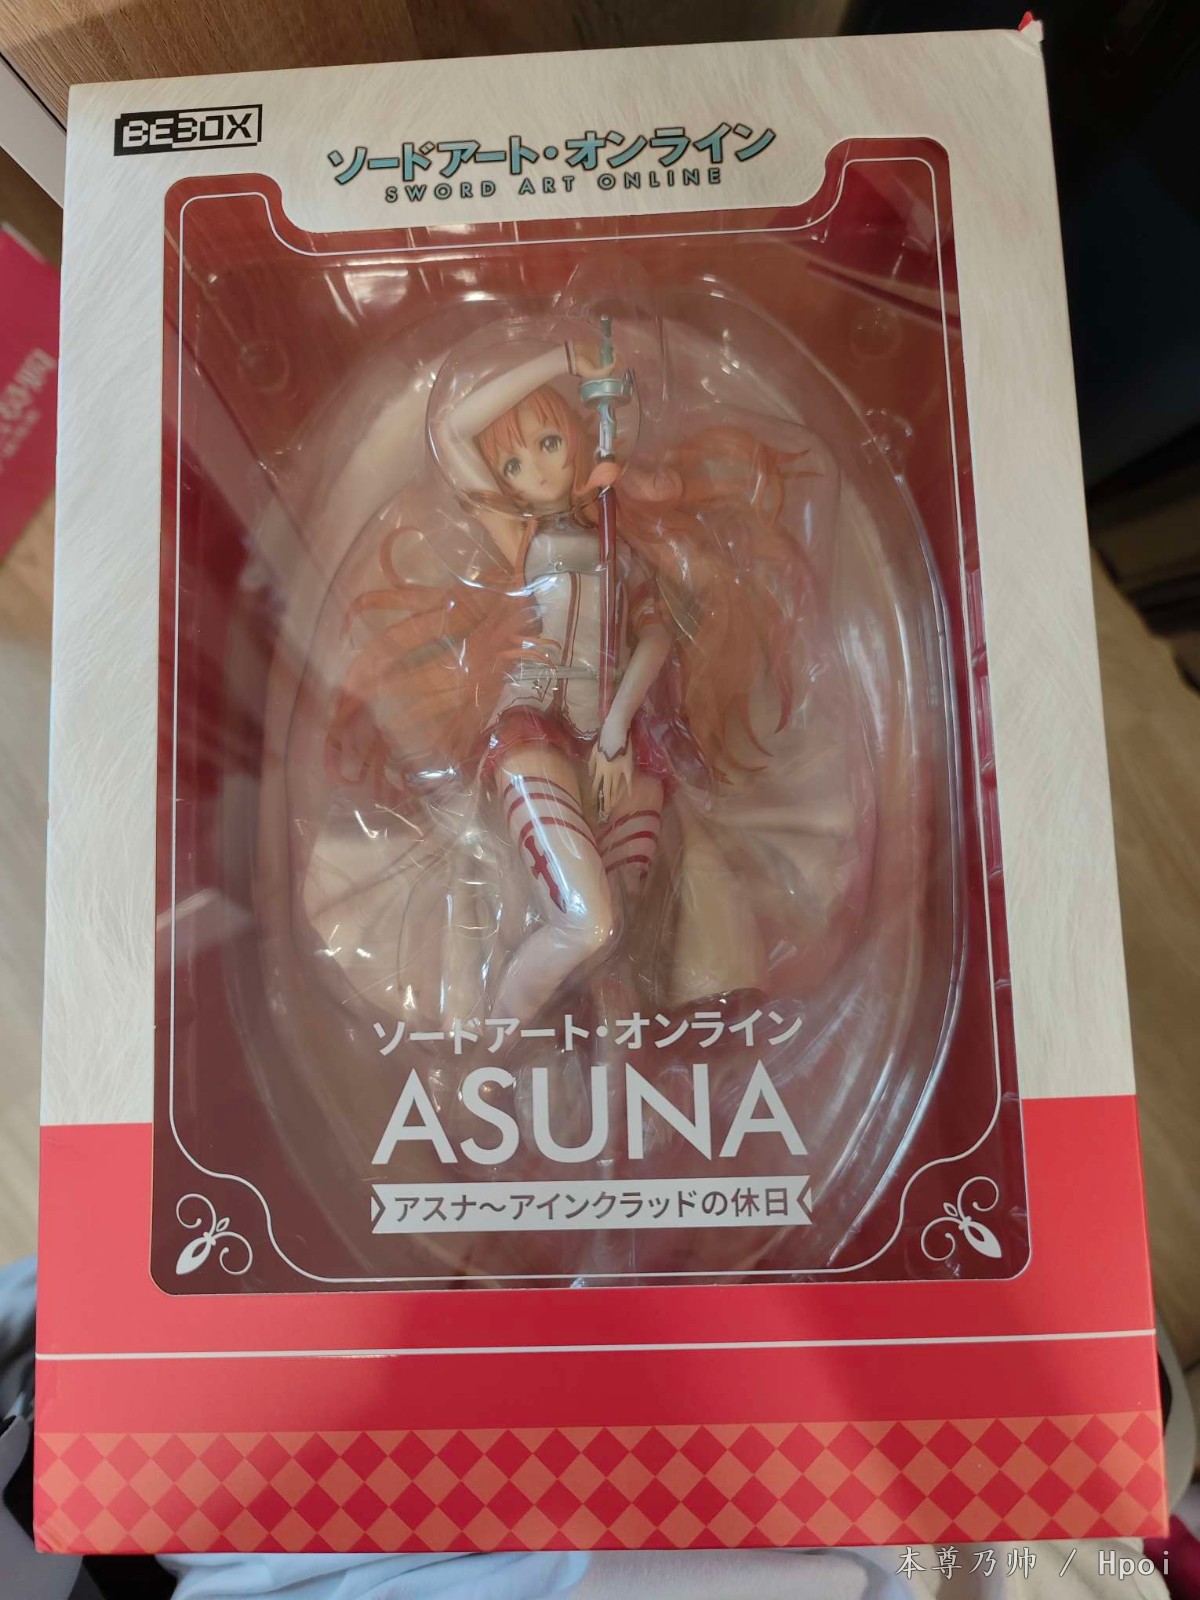 BEBOX
ソードアート・オンライン
SWORD ART ONLINE
ソードアート・オンライン
ASUNA
アスナ～アインクラッドの休日
本尊乃帅 / Hpoi